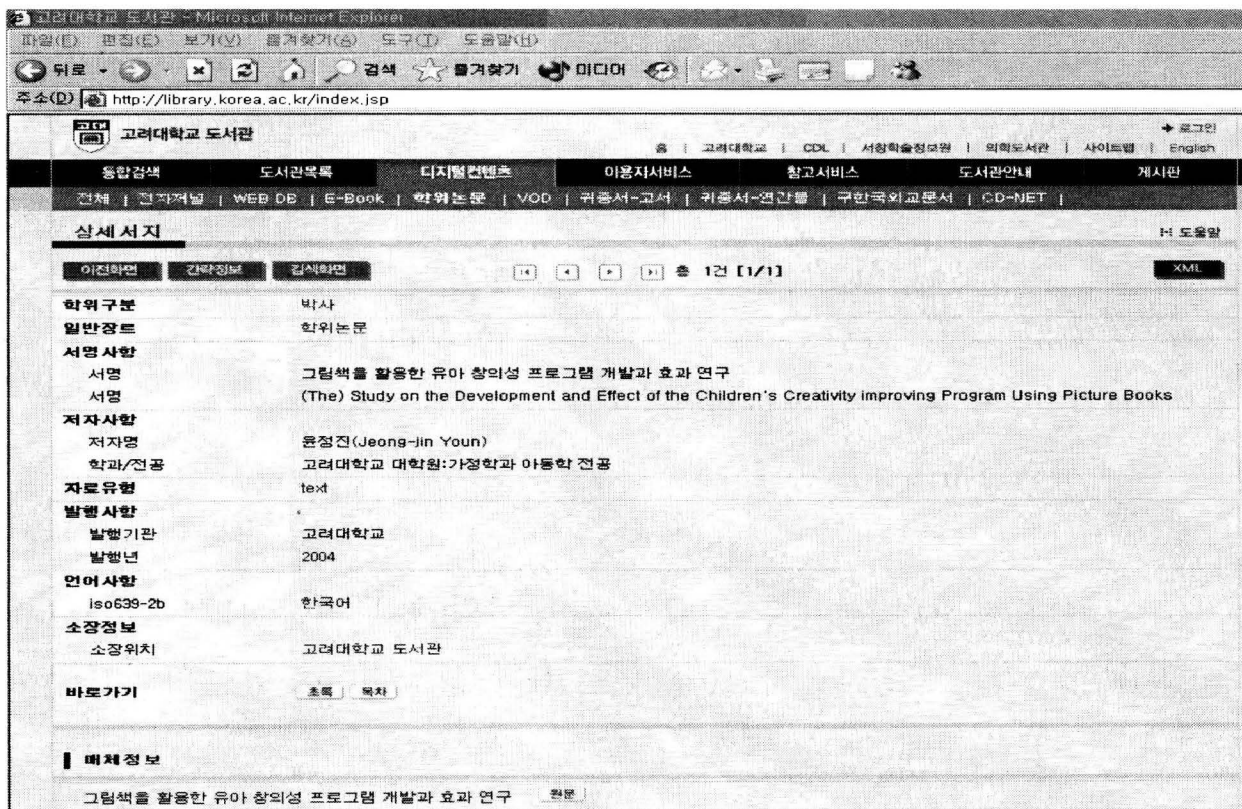 고려대학교 도서관 - Microsoft Internet Explorer
파일(F) 편집(E) 보기(V) 즐겨찾기(A) 도구(T) 도움말(H)
뒤로 검색 즐겨찾기 미디어
주소(D) http://library.korea.ac.kr/index.jsp
고대 고려대학교 도서관
로그인
홈 | 고려대학교 | CDL | 서창학술정보원 | 의학도서관 | 사이트맵 | English
통합검색 도서관목록 디지털컨텐츠 이용자서비스 참고서비스 도서관안내 게시판
전체 | 전자저널 | WEB DB | E-Book | 학위논문 | VOD | 귀중서-고서 | 귀중서-연간물 | 구한국외교문서 | CD-NET |
상세서지 도움말
이전화면 간략정보 검색화면 총 1건 [1/1] XML
학위구분 박사
일반장르 학위논문
서명사항
서명 그림책을 활용한 유아 창의성 프로그램 개발과 효과 연구
서명 (The) Study on the Development and Effect of the Children's Creativity improving Program Using Picture Books
저자사항
저자명 윤정진(Jeong-jin Youn)
학과/전공 고려대학교 대학원:가정학과 아동학 전공
자료유형 text
발행사항
발행기관 고려대학교
발행년 2004
언어사항
iso639-2b 한국어
소장정보
소장위치 고려대학교 도서관
바로가기 초록 목차
매체정보
그림책을 활용한 유아 창의성 프로그램 개발과 효과 연구 원문